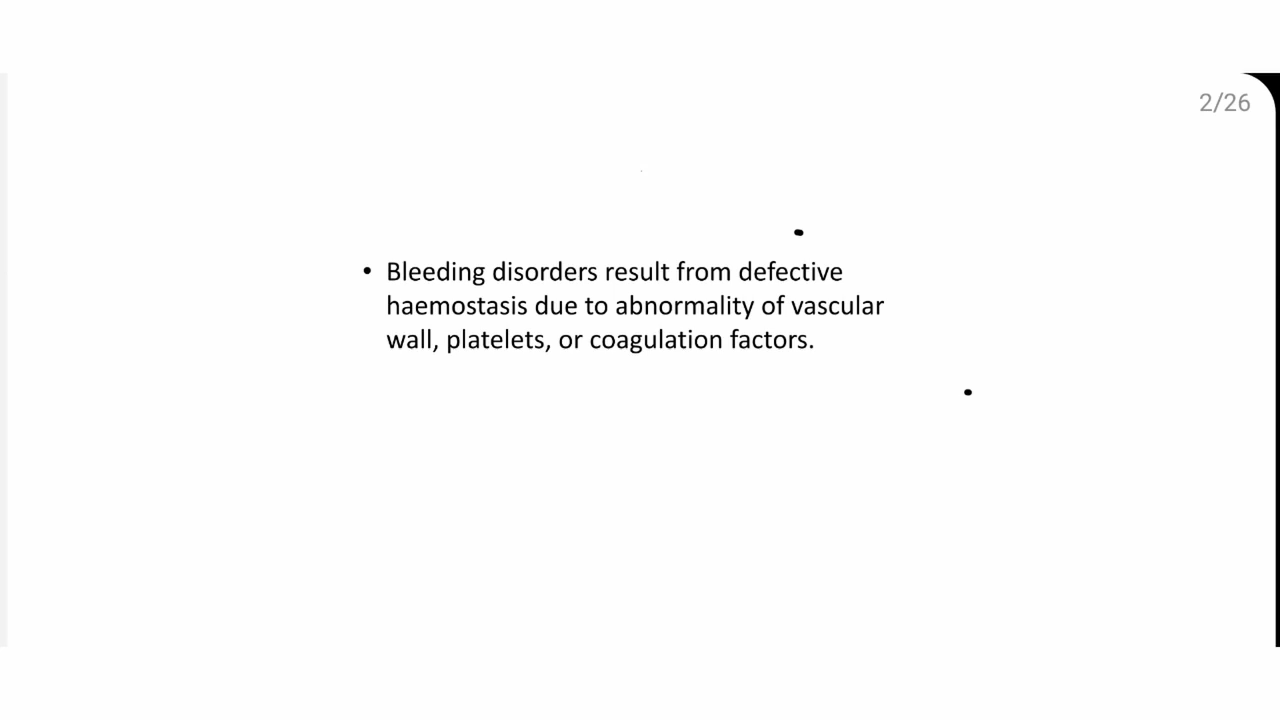 2/26
• Bleeding disorders result from defective
haemostasis due to abnormality of vascular
wall, platelets, or coagulation factors.